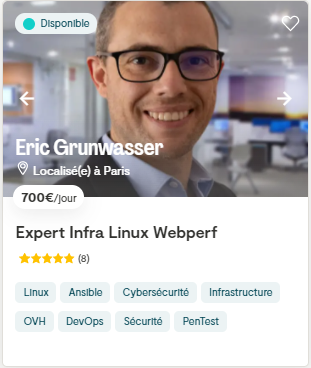 Disponible
Eric Grunwasser
Localisé(e) à Paris
700€/jour
Expert Infra Linux Webperf
(8)
Linux Ansible Cybersécurité Infrastructure
OVH DevOps Sécurité PenTest